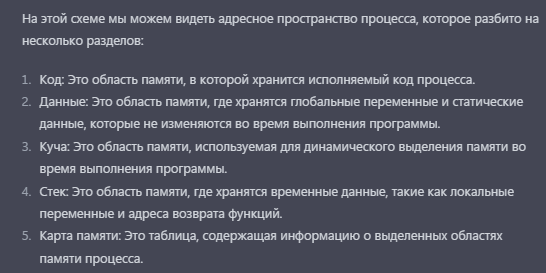 На этой схеме мы можем видеть адресное пространство процесса, которое разбито на
несколько разделов:
1. Код: Это область памяти, в которой хранится исполняемый код процесса.
2. Данные: Это область памяти, где хранятся глобальные переменные и статические
данные, которые не изменяются во время выполнения программы.
3. Куча: Это область памяти, используемая для динамического выделения памяти во
время выполнения программы.
4. Стек: Это область памяти, где хранятся временные данные, такие как локальные
переменные и адреса возврата функций.
5. Карта памяти: Это таблица, содержащая информацию о выделенных областях
памяти процесса.